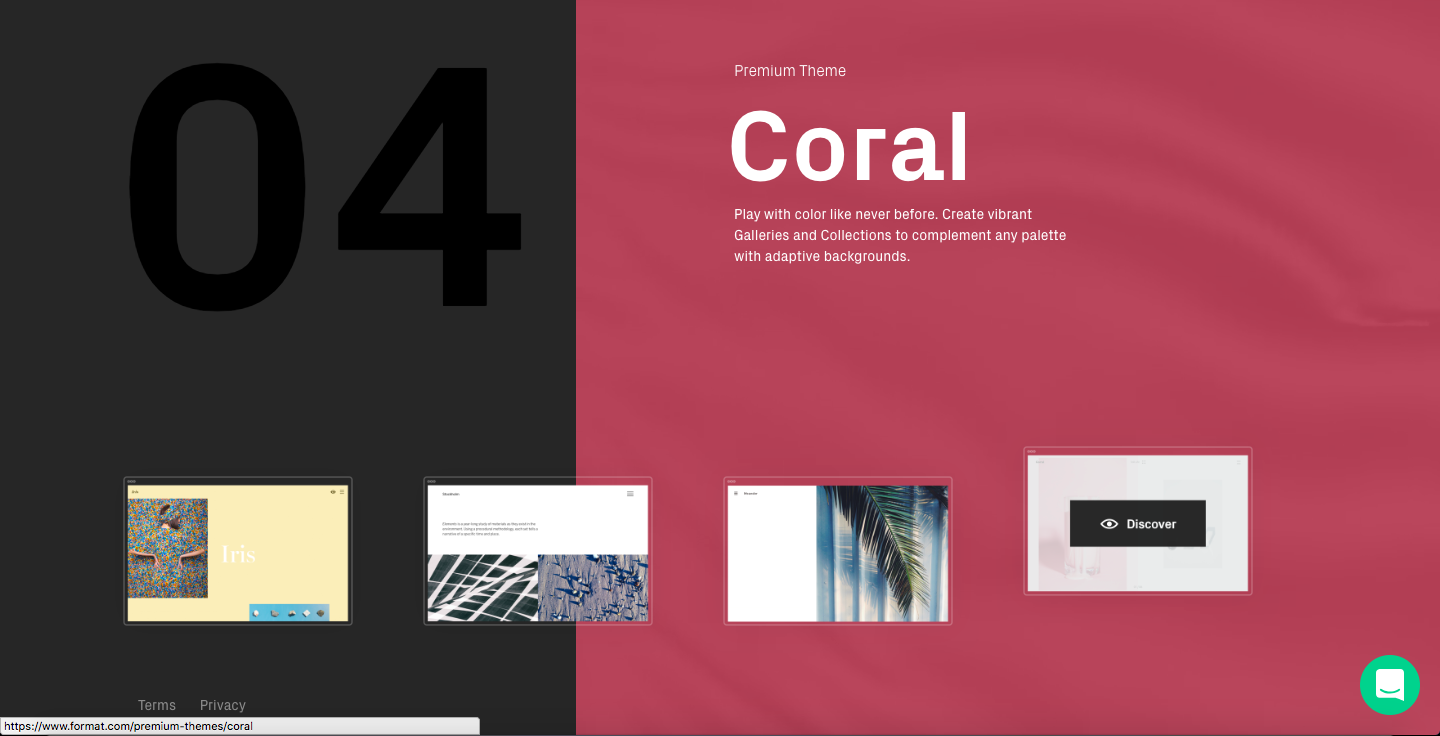 04
Premium Theme
Coral
Play with color like never before. Create vibrant
Galleries and Collections to complement any palette
with adaptive backgrounds.
Iris
Iris
Discover
Terms
Privacy
https://www.format.com/premium-themes/coral